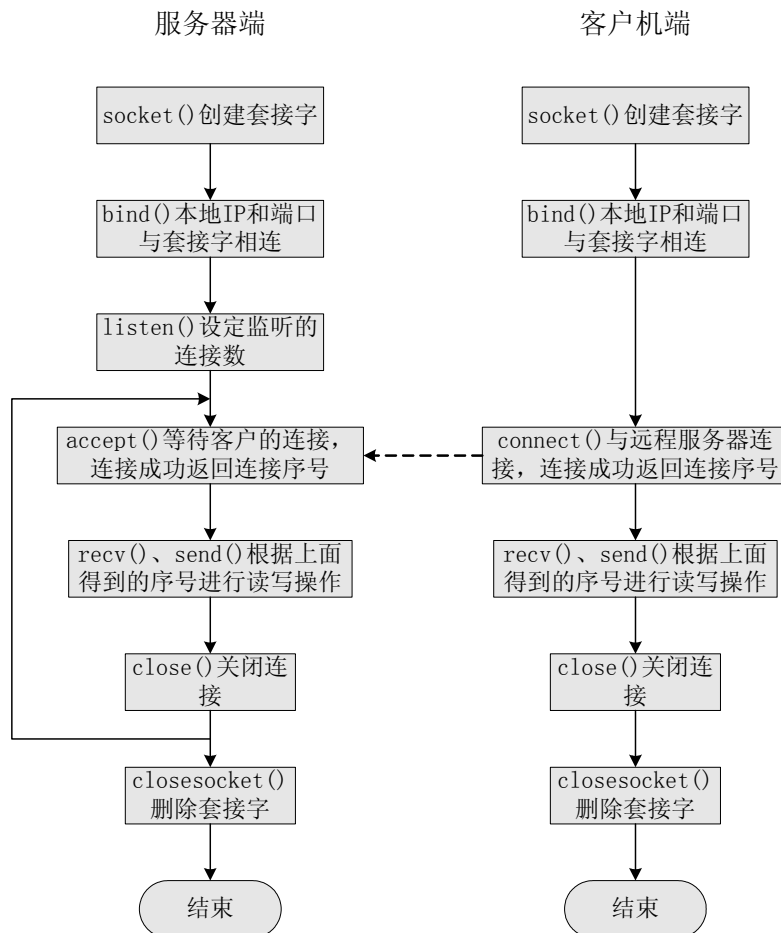 服务器端
socket()创建套接字
bind()本地IP和端口
与套接字相连
listen()设定监听的
连接数
accept()等待客户的连接,
连接成功返回连接序号
recv()、send()根据上面
得到的序号进行读写操作
close()关闭连
接
closesocket()
删除套接字
结束
客户机端
socket()创建套接字
bind()本地IP和端口
与套接字相连
connect()与远程服务器连
接，连接成功返回连接序号
recv()、send()根据上面
得到的序号进行读写操作
close()关闭连
接
closesocket()
删除套接字
结束